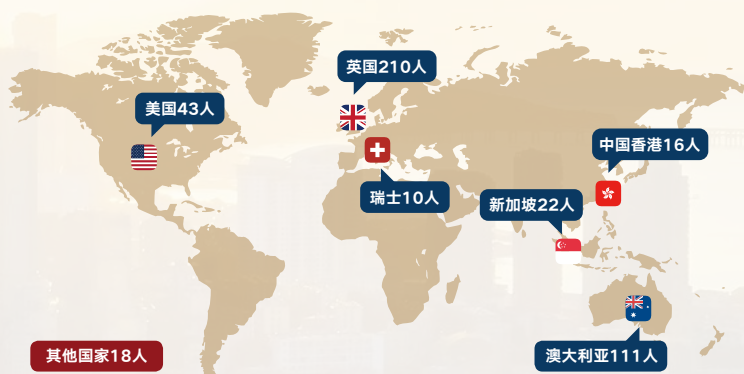 英国210人
美国43人
中国香港16人
瑞士10人
新加坡22人
其他国家18人
澳大利亚111人